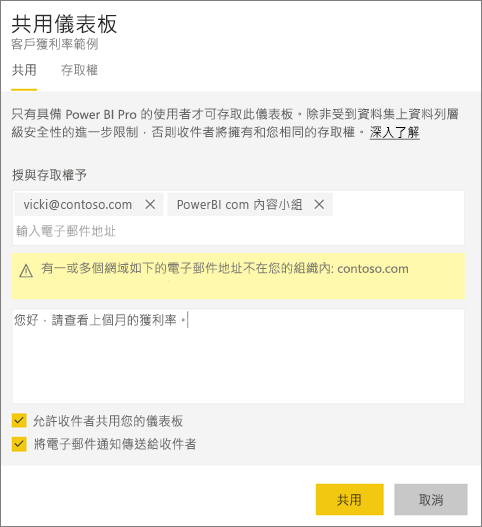 共用儀表板
客戶獲利率範例
共用 存取權
只有具備 Power BI Pro 的使用者才可存取此儀表板。除非受到資料集上資料列層
級安全性的進一步限制，否則收件者將擁有和您相同的存取權。深入了解
授與存取權予
vicki@contoso.com PowerBI com 內容小組
輸入電子郵件地址
有一或多個網域如下的電子郵件地址不在您的組織內: contoso.com
您好，請查看上個月的獲利率。
允許收件者共用您的儀表板
將電子郵件通知傳送給收件者
共用 取消